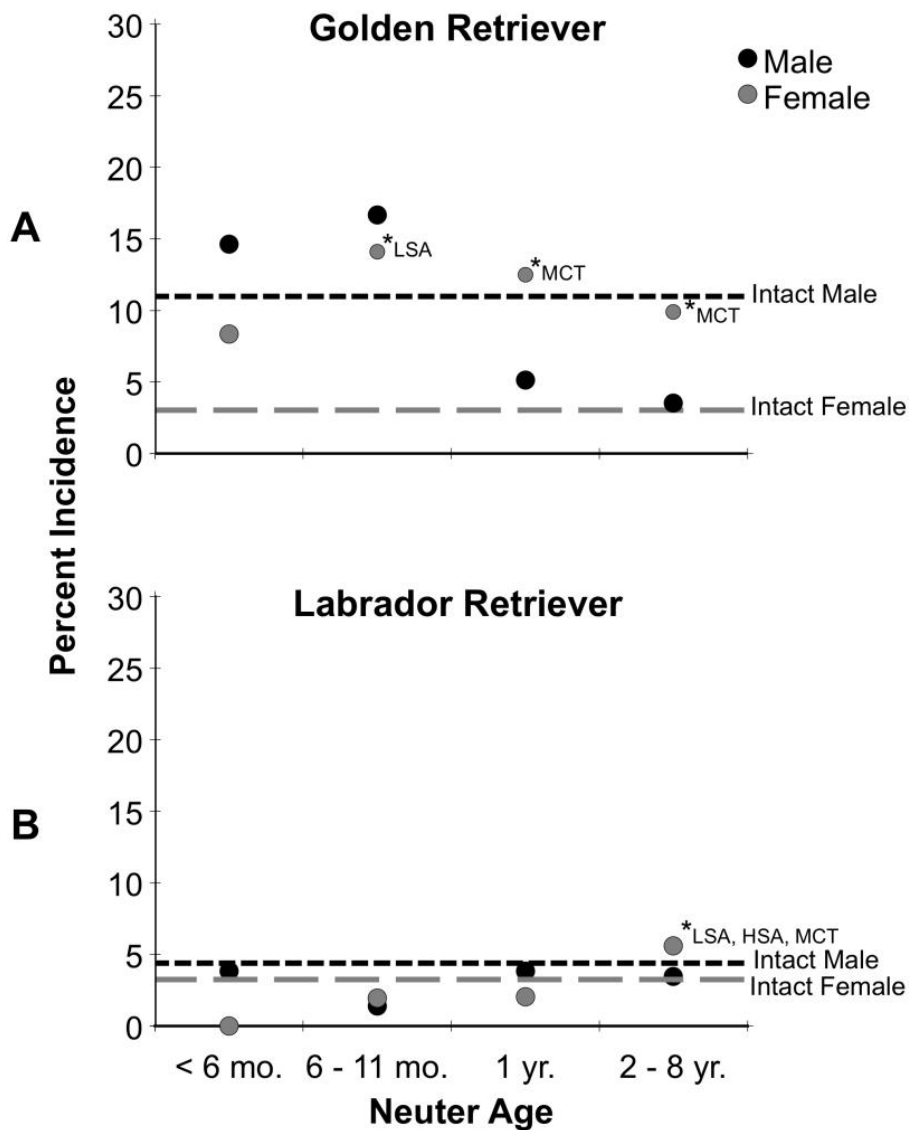 Golden Retriever
Male
Female
A
Percent Incidence
30
25
20
15
10
5
0
*LSA
*MCT
*MCT
Intact Male
Intact Female
Labrador Retriever
B
30
25
20
15
10
5
0
*LSA, HSA, MCT
Intact Male
Intact Female
< 6 mo.
6 - 11 mo.
1 yr.
2 - 8 yr.
Neuter Age